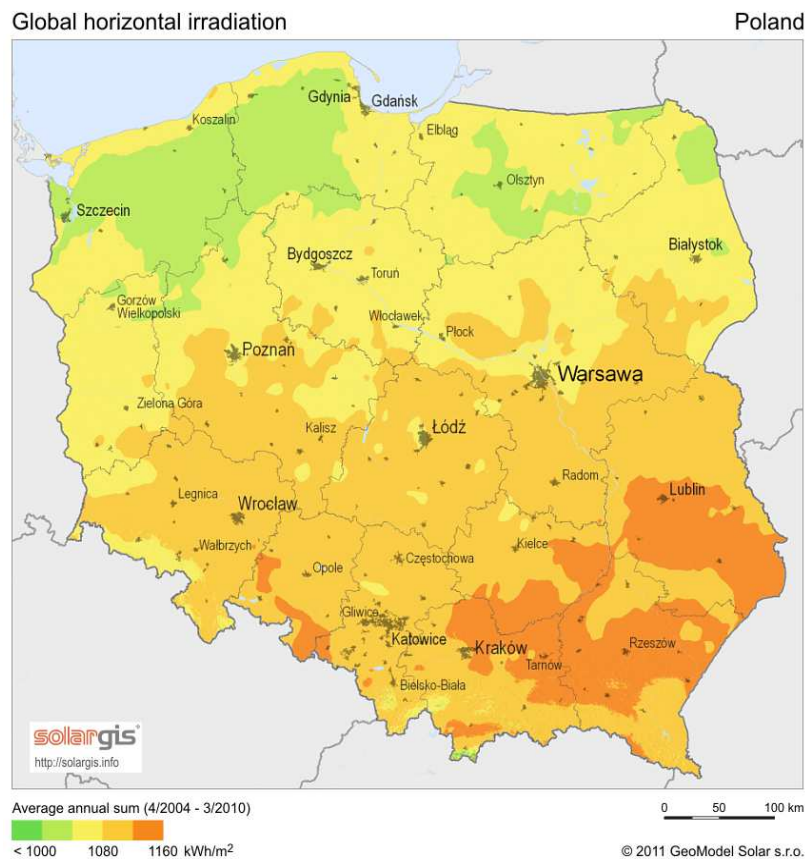 Global horizontal irradiation
Poland
Gdynia
Gdańsk
Koszalin
Elbląg
Olsztyn
Szczecin
Białystok
Bydgoszcz
Toruń
Gorzów
Wielkopolski
Włocławek
Płock
Poznań
Warsawa
Zielona Góra
Kalisz
Łódź
Radom
Lublin
Legnica
Wrocław
Wałbrzych
Opole
Częstochowa
Kielce
Gliwice
Katowice
Kraków
Tarnów
Rzeszów
Bielsko-Biała
solargis
http://solargis.info
Average annual sum (4/2004 - 3/2010)
0 50 100 km
< 1000 1080 1160 kWh/m²
© 2011 GeoModel Solar s.r.o.